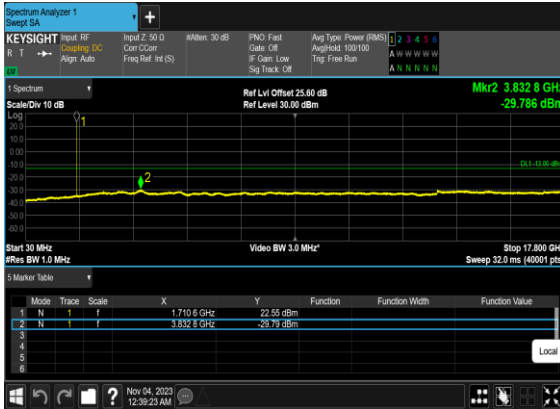 Spectrum Analyzer 1
Swept SA
+
KEYSIGHT Input: RF Input Z: 50 Ω #Atten: 30 dB PNO: Fast Avg Type: Power (RMS) 1 2 3 4 5 6
R T Coupling: DC Corr CCorr Gate: Off Avg|Hold: 100/100 A W W W W W
Align: Auto Freq Ref: Int (S) IF Gain: Low Trig: Free Run
Sig Track: Off A N N N N N
1 Spectrum
Ref Lvl Offset 25.60 dB Mkr2 3.832 8 GHz
Scale/Div 10 dB Ref Level 30.00 dBm -29.786 dBm
Log
20.0
10.0
0.00
-10.0
-20.0
-30.0
-40.0
-50.0
-60.0
1
2
DL1 -13.00 dBm
Start 30 MHz Video BW 3.0 MHz* Stop 17.800 GHz
#Res BW 1.0 MHz Sweep 32.0 ms (40001 pts)
5 Marker Table
Mode Trace Scale X Y Function Function Width Function Value
1 N 1 f 1.710 6 GHz 22.55 dBm
2 N 1 f 3.832 8 GHz -29.79 dBm
3
4
5
6
Local
?
Nov 04, 2023
12:39:23 AM